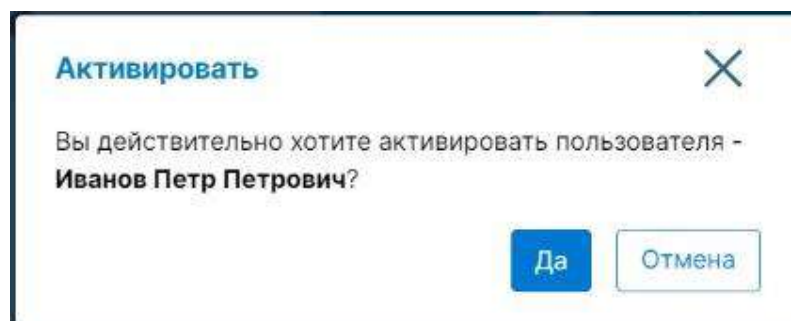 Активировать
Вы действительно хотите активировать пользователя -
Иванов Петр Петрович?
Да
Отмена